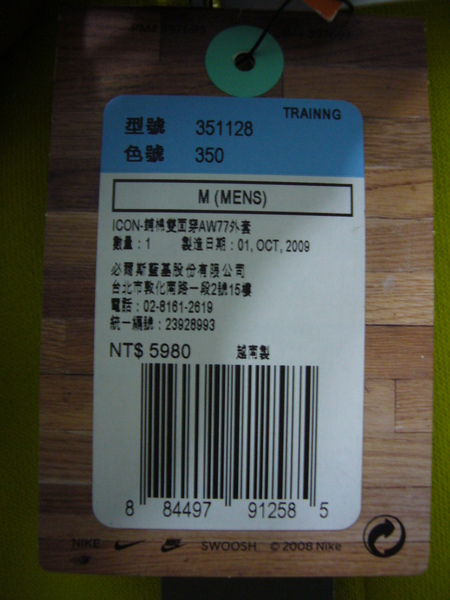 TRAINNG
型號 351128
色號 350
M (MENS)
ICON-鋪棉雙面穿AW77外套
數量：1 製造日期：01, OCT, 2009
必爾斯藍基股份有限公司
台北市敦化南路一段2號15樓
電話：02-8161-2619
統一編號：23928993
NT$ 5980 越南製
8 84497 91258 5
NIKE SWOOSH © 2008 Nike